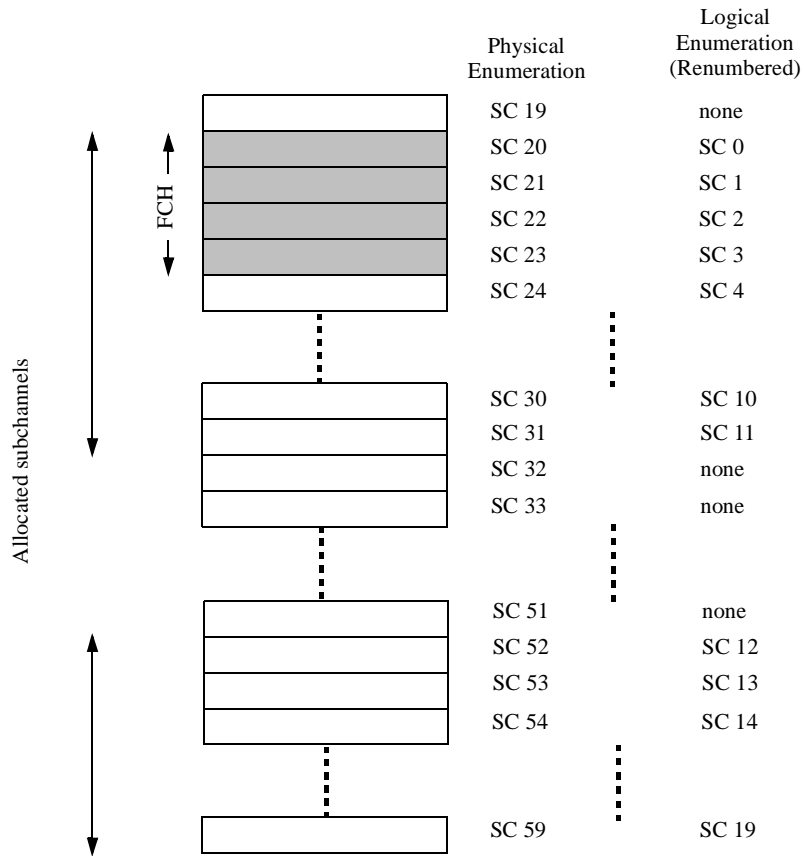 Physical
Enumeration
Logical
Enumeration
(Renumbered)
SC 19 none
SC 20 SC 0
SC 21 SC 1
SC 22 SC 2
SC 23 SC 3
SC 24 SC 4
FCH
SC 30 SC 10
SC 31 SC 11
SC 32 none
SC 33 none
Allocated subchannels
SC 51 none
SC 52 SC 12
SC 53 SC 13
SC 54 SC 14
SC 59 SC 19